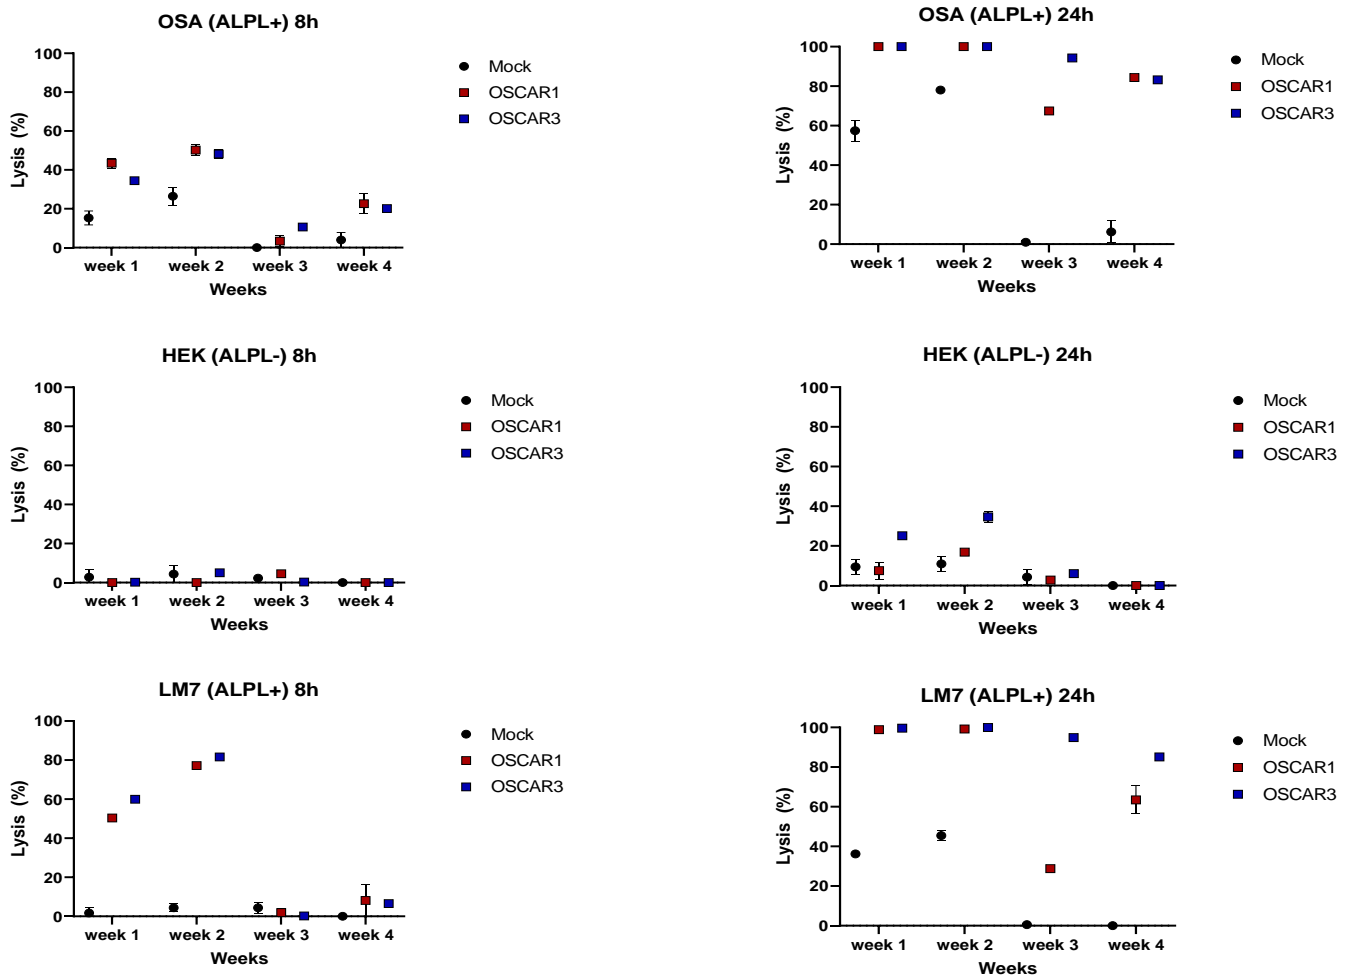 OSA (ALPL+) 8h
100
80
60
40
20
0
Lysis (%)
week 1 week 2 week 3 week 4
Weeks
Mock
OSCAR1
OSCAR3
OSA (ALPL+) 24h
100
80
60
40
20
0
Lysis (%)
week 1 week 2 week 3 week 4
Weeks
Mock
OSCAR1
OSCAR3
HEK (ALPL-) 8h
100
80
60
40
20
0
Lysis (%)
week 1 week 2 week 3 week 4
Weeks
Mock
OSCAR1
OSCAR3
HEK (ALPL-) 24h
100
80
60
40
20
0
Lysis (%)
week 1 week 2 week 3 week 4
Weeks
Mock
OSCAR1
OSCAR3
LM7 (ALPL+) 8h
100
80
60
40
20
0
Lysis (%)
week 1 week 2 week 3 week 4
Weeks
Mock
OSCAR1
OSCAR3
LM7 (ALPL+) 24h
100
80
60
40
20
0
Lysis (%)
week 1 week 2 week 3 week 4
Weeks
Mock
OSCAR1
OSCAR3